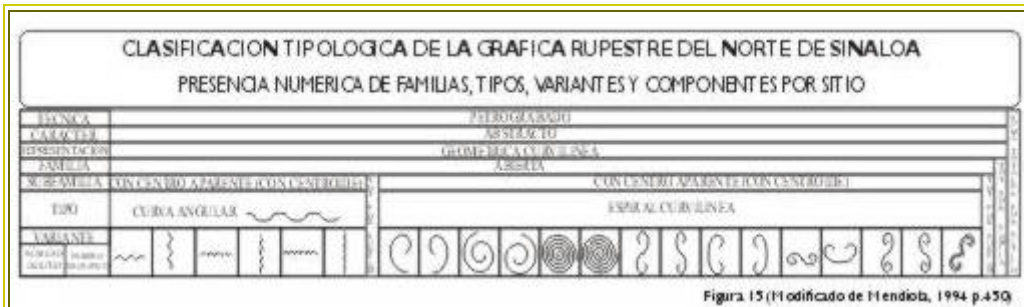 CLASIFICACION TIPOLOGICA DE LA GRAFICA RUPESTRE DEL NORTE DE SINALOA
PRESENCIA NUMERICA DE FAMILIAS, TIPOS, VARIANTES Y COMPONENTES POR SITIO
TECNICA PETROGRABADO
CARACTER ABSTRACTO
REPRESENTACION GEOMETRICA CURVILINEA
FAMILIA ABIERTA
SUBFAMILIA CON CENTRO APARENTE (CON CENTROIDE) CON CENTRO APARENTE (CON CENTROIDE)
TIPO CURVA ANGULAR ESPIRAL CURVILINEA
VARIANTE
Figura 15 (Modificado de Mendiola, 1994 p.450)